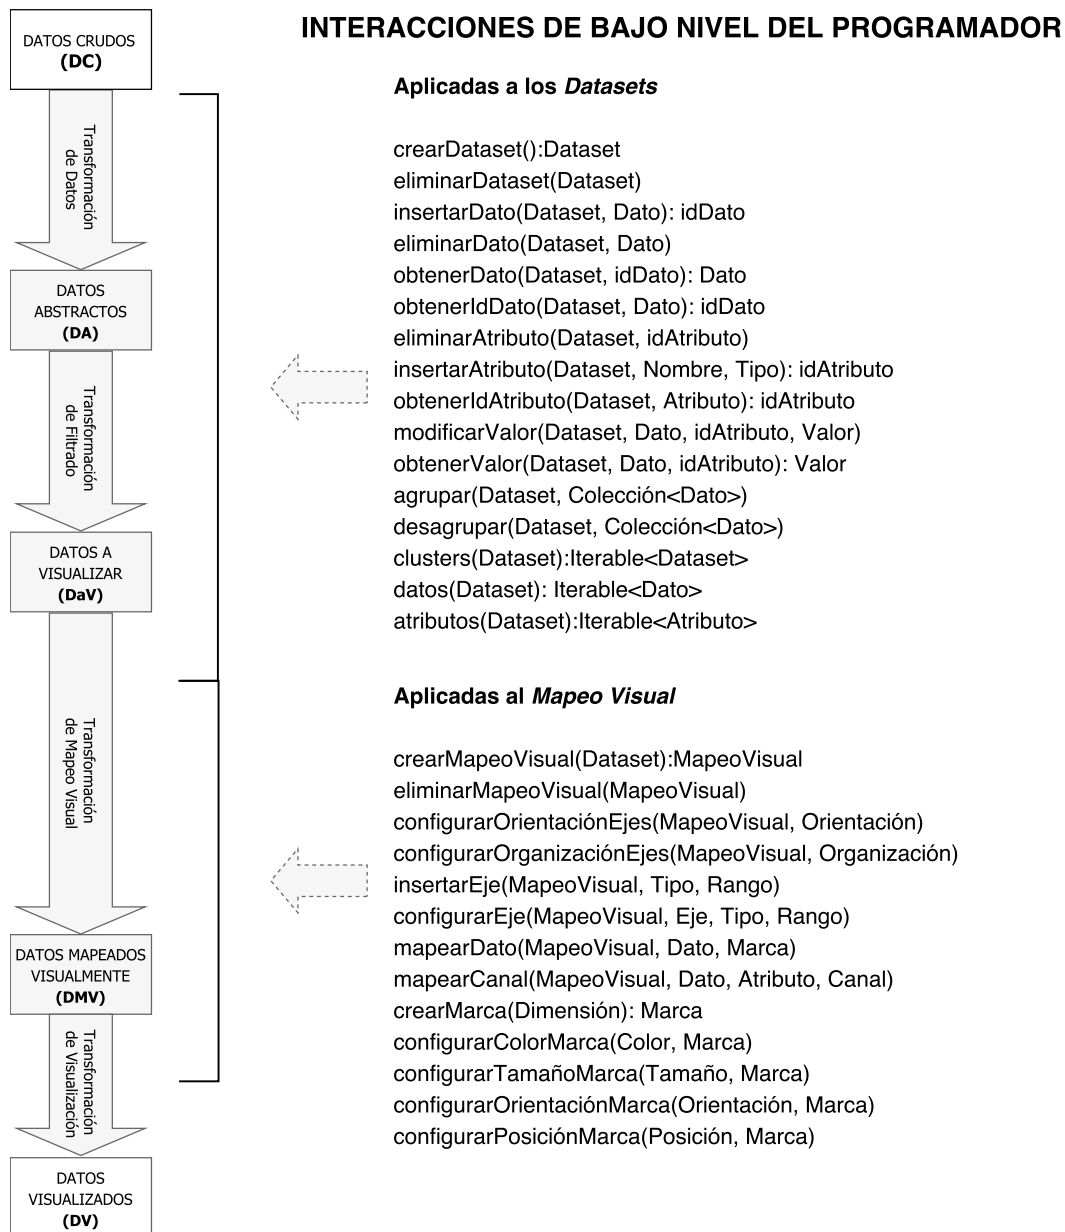 INTERACCIONES DE BAJO NIVEL DEL PROGRAMADOR
DATOS CRUDOS
(DC)
Transformación
de Datos
DATOS
ABSTRACTOS
(DA)
Transformación
de Filtrado
DATOS A
VISUALIZAR
(DaV)
Transformación
de Mapeo Visual
DATOS MAPEADOS
VISUALMENTE
(DMV)
Transformación
de Visualización
DATOS
VISUALIZADOS
(DV)
Aplicadas a los Datasets
crearDataset():Dataset
eliminarDataset(Dataset)
insertarDato(Dataset, Dato): idDato
eliminarDato(Dataset, Dato)
obtenerDato(Dataset, idDato): Dato
obtenerIdDato(Dataset, Dato): idDato
eliminarAtributo(Dataset, idAtributo)
insertarAtributo(Dataset, Nombre, Tipo): idAtributo
obtenerIdAtributo(Dataset, Atributo): idAtributo
modificarValor(Dataset, Dato, idAtributo, Valor)
obtenerValor(Dataset, Dato, idAtributo): Valor
agrupar(Dataset, Colección<Dato>)
desagrupar(Dataset, Colección<Dato>)
clusters(Dataset):Iterable<Dataset>
datos(Dataset): Iterable<Dato>
atributos(Dataset):Iterable<Atributo>
Aplicadas al Mapeo Visual
crearMapeoVisual(Dataset):MapeoVisual
eliminarMapeoVisual(MapeoVisual)
configurarOrientaciónEjes(MapeoVisual, Orientación)
configurarOrganizaciónEjes(MapeoVisual, Organización)
insertarEje(MapeoVisual, Tipo, Rango)
configurarEje(MapeoVisual, Eje, Tipo, Rango)
mapearDato(MapeoVisual, Dato, Marca)
mapearCanal(MapeoVisual, Dato, Atributo, Canal)
crearMarca(Dimensión): Marca
configurarColorMarca(Color, Marca)
configurarTamañoMarca(Tamaño, Marca)
configurarOrientaciónMarca(Orientación, Marca)
configurarPosiciónMarca(Posición, Marca)